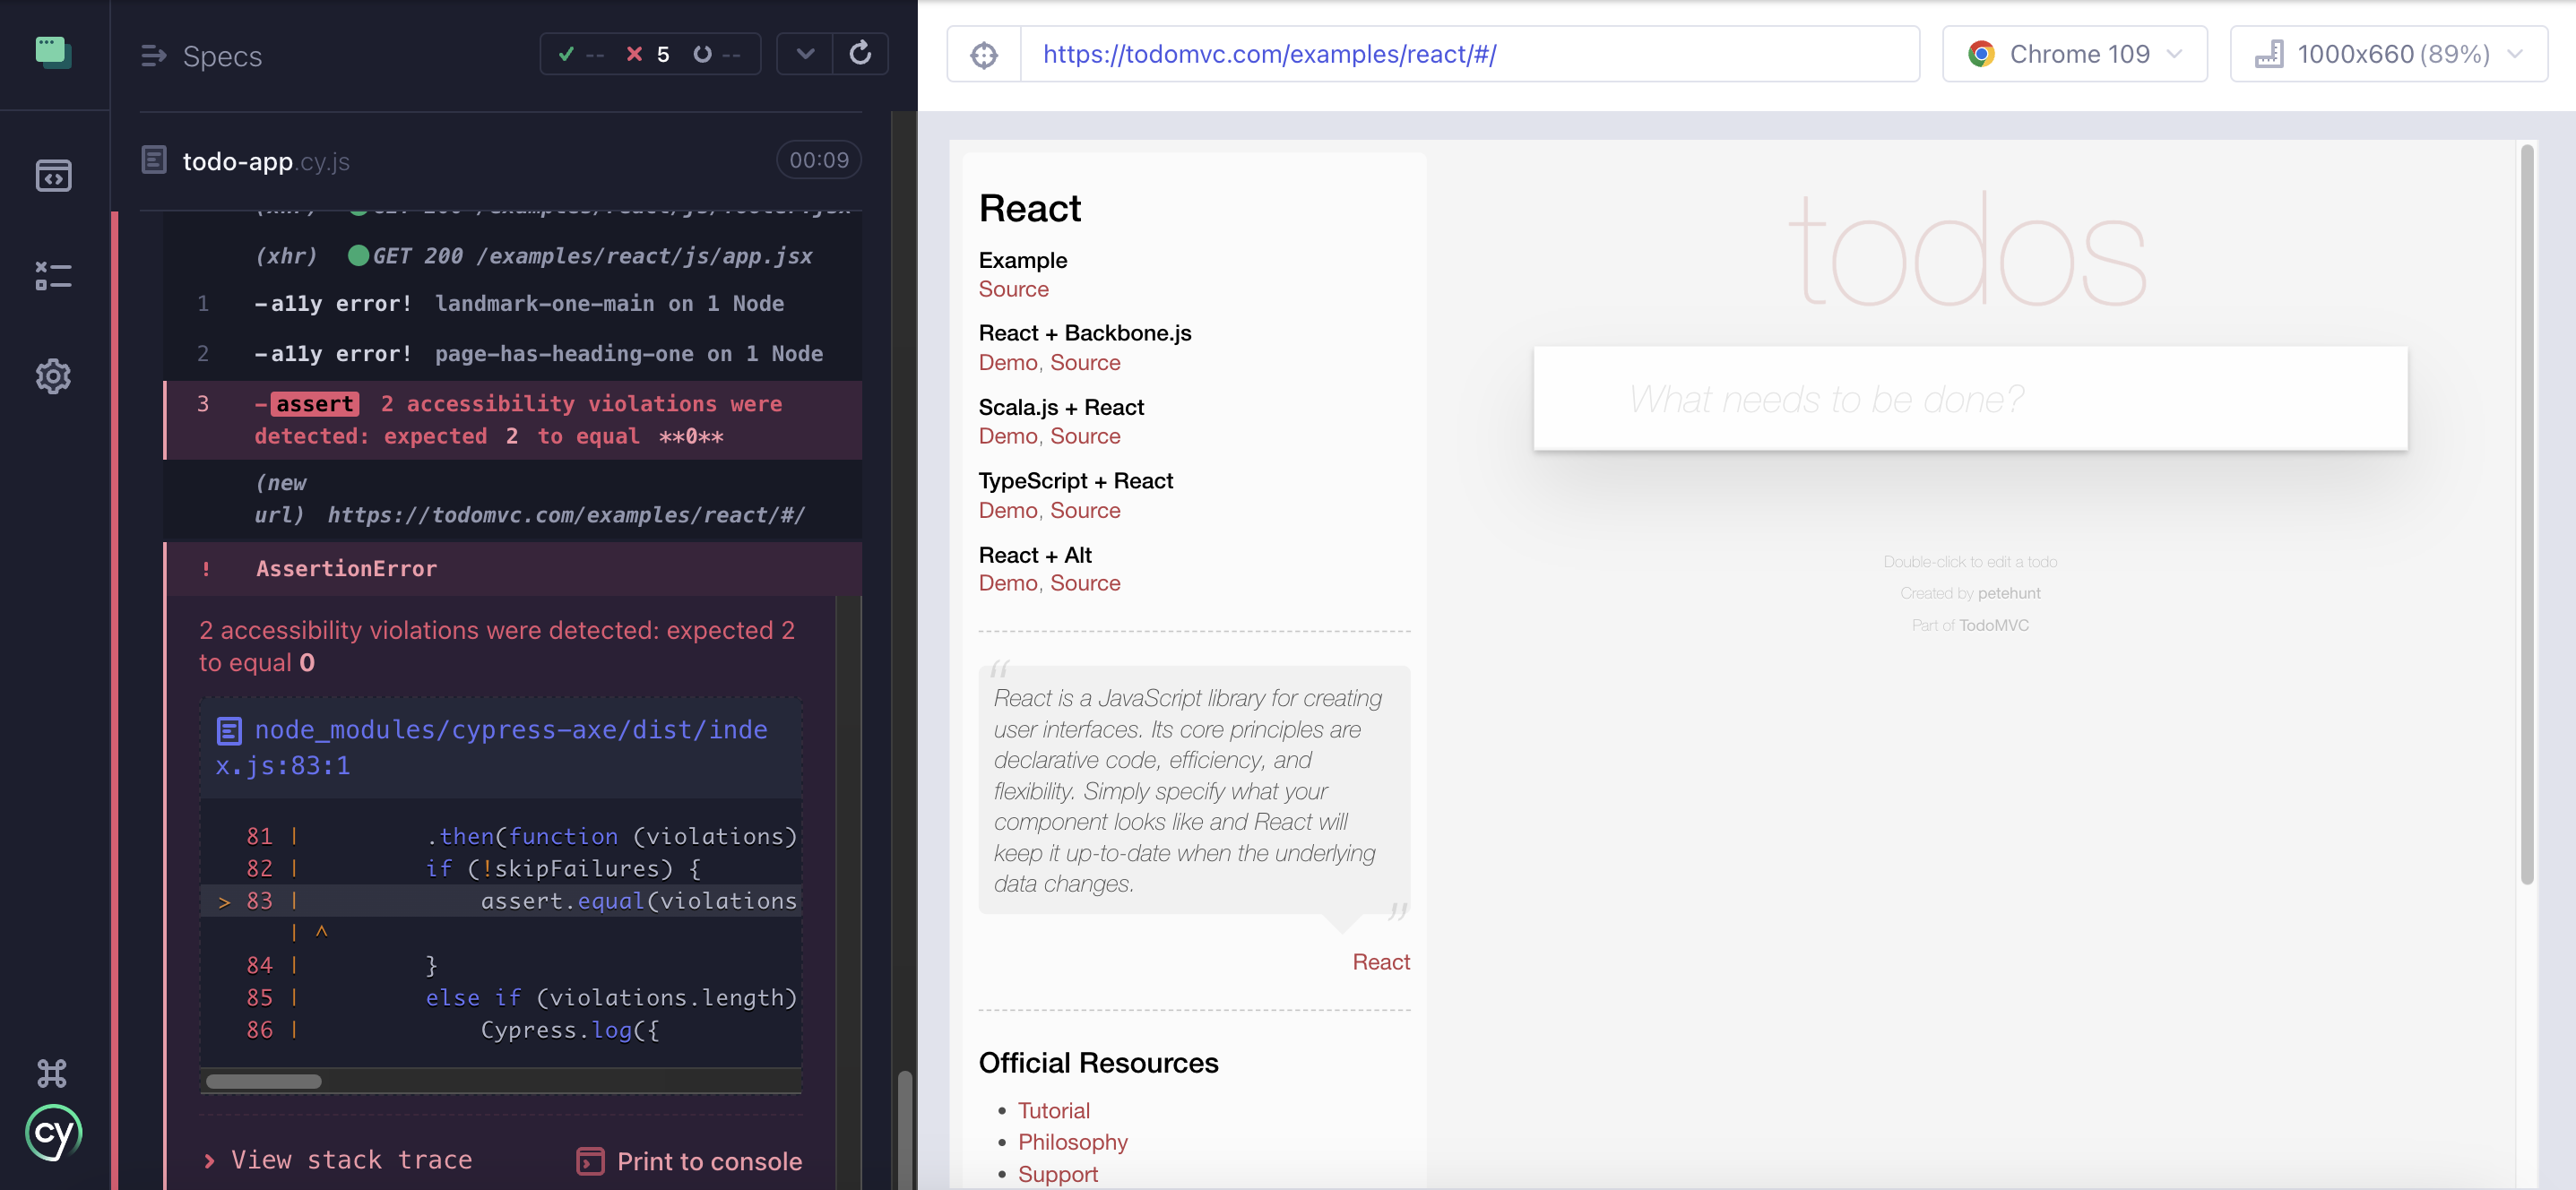 Specs
-- 5 --
todo-app.cy.js
00:09
(xhr) GET 200 /examples/react/js/app.jsx
1 -a11y error! landmark-one-main on 1 Node
2 -a11y error! page-has-heading-one on 1 Node
3 -assert 2 accessibility violations were
detected: expected 2 to equal **0**
(new
url) https://todomvc.com/examples/react/#/
! AssertionError
2 accessibility violations were detected: expected 2
to equal 0
node_modules/cypress-axe/dist/inde
x.js:83:1
81 | .then(function (violations)
82 | if (!skipFailures) {
> 83 | assert.equal(violations
| ^
84 | }
85 | else if (violations.length)
86 | Cypress.log({
> View stack trace
Print to console
cy
https://todomvc.com/examples/react/#/
Chrome 109
1000x660 (89%)
React
Example
Source
React + Backbone.js
Demo, Source
Scala.js + React
Demo, Source
TypeScript + React
Demo, Source
React + Alt
Demo, Source
“
React is a JavaScript library for creating
user interfaces. Its core principles are
declarative code, efficiency, and
flexibility. Simply specify what your
component looks like and React will
keep it up-to-date when the underlying
data changes.
”
React
Official Resources
• Tutorial
• Philosophy
• Support
todos
What needs to be done?
Double-click to edit a todo
Created by petehunt
Part of TodoMVC